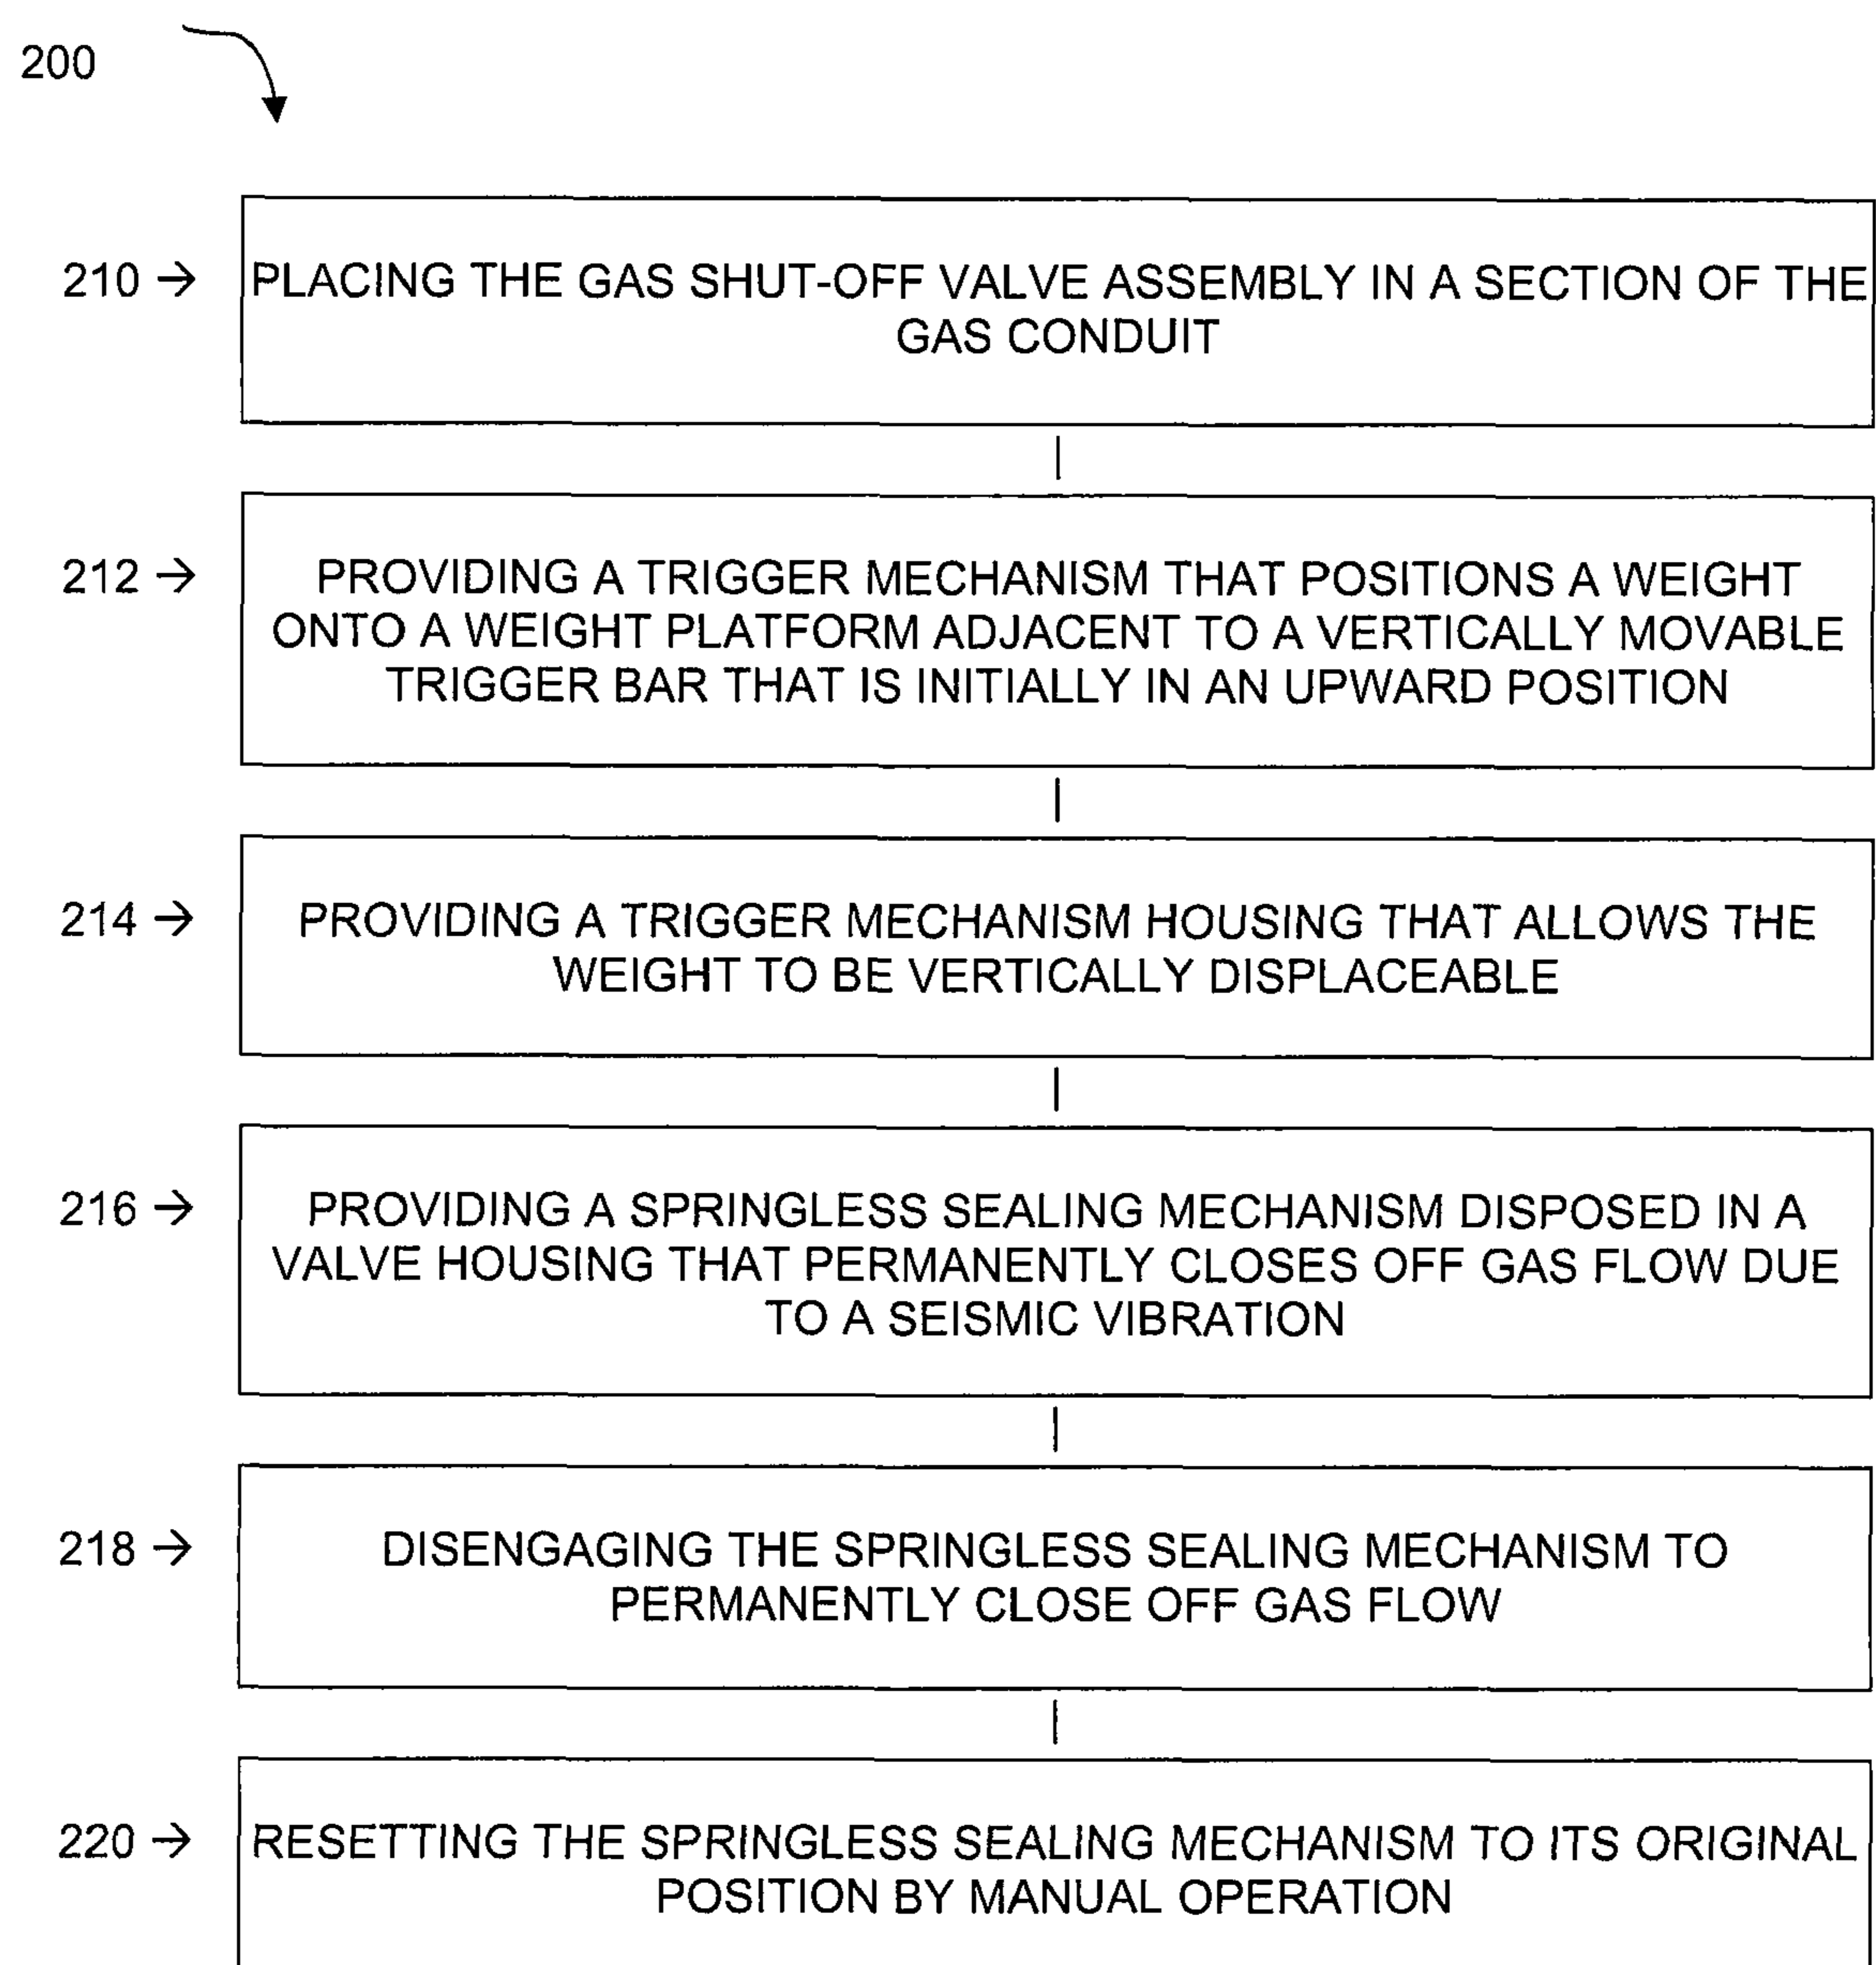 200
210 → PLACING THE GAS SHUT-OFF VALVE ASSEMBLY IN A SECTION OF THE
GAS CONDUIT
212 → PROVIDING A TRIGGER MECHANISM THAT POSITIONS A WEIGHT
ONTO A WEIGHT PLATFORM ADJACENT TO A VERTICALLY MOVABLE
TRIGGER BAR THAT IS INITIALLY IN AN UPWARD POSITION
214 → PROVIDING A TRIGGER MECHANISM HOUSING THAT ALLOWS THE
WEIGHT TO BE VERTICALLY DISPLACEABLE
216 → PROVIDING A SPRINGLESS SEALING MECHANISM DISPOSED IN A
VALVE HOUSING THAT PERMANENTLY CLOSES OFF GAS FLOW DUE
TO A SEISMIC VIBRATION
218 → DISENGAGING THE SPRINGLESS SEALING MECHANISM TO
PERMANENTLY CLOSE OFF GAS FLOW
220 → RESETTING THE SPRINGLESS SEALING MECHANISM TO ITS ORIGINAL
POSITION BY MANUAL OPERATION